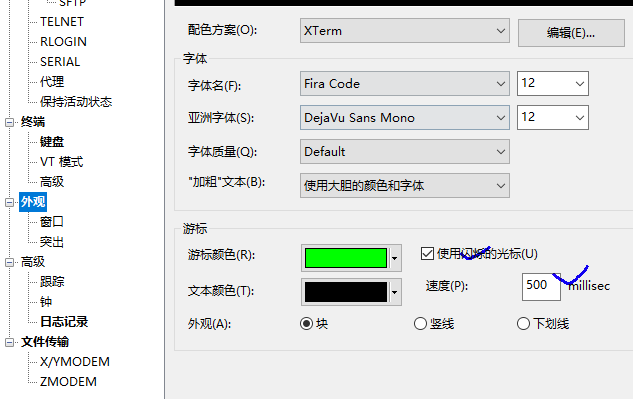 SFTP
TELNET
RLOGIN
SERIAL
代理
保持活动状态
终端
键盘
VT 模式
高级
外观
窗口
突出
高级
跟踪
钟
日志记录
文件传输
X/YMODEM
ZMODEM
配色方案(O):
XTerm
编辑(E)...
字体
字体名(F):
Fira Code
12
亚洲字体(S):
DejaVu Sans Mono
12
字体质量(Q):
Default
"加粗"文本(B):
使用大胆的颜色和字体
游标
游标颜色(R):
使用闪烁的光标(U)
文本颜色(T):
速度(P):
500
millisec
外观(A):
块
竖线
下划线